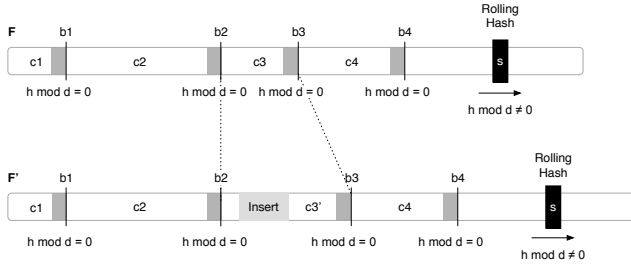 Rolling
Hash
F b1 b2 b3 b4
c1 c2 c3 c4 s
h mod d = 0 h mod d = 0 h mod d = 0 h mod d = 0
h mod d ≠ 0
Rolling
Hash
F' b1 b2 b3 b4
c1 c2 Insert c3' c4 s
h mod d = 0 h mod d = 0 h mod d = 0 h mod d = 0
h mod d ≠ 0